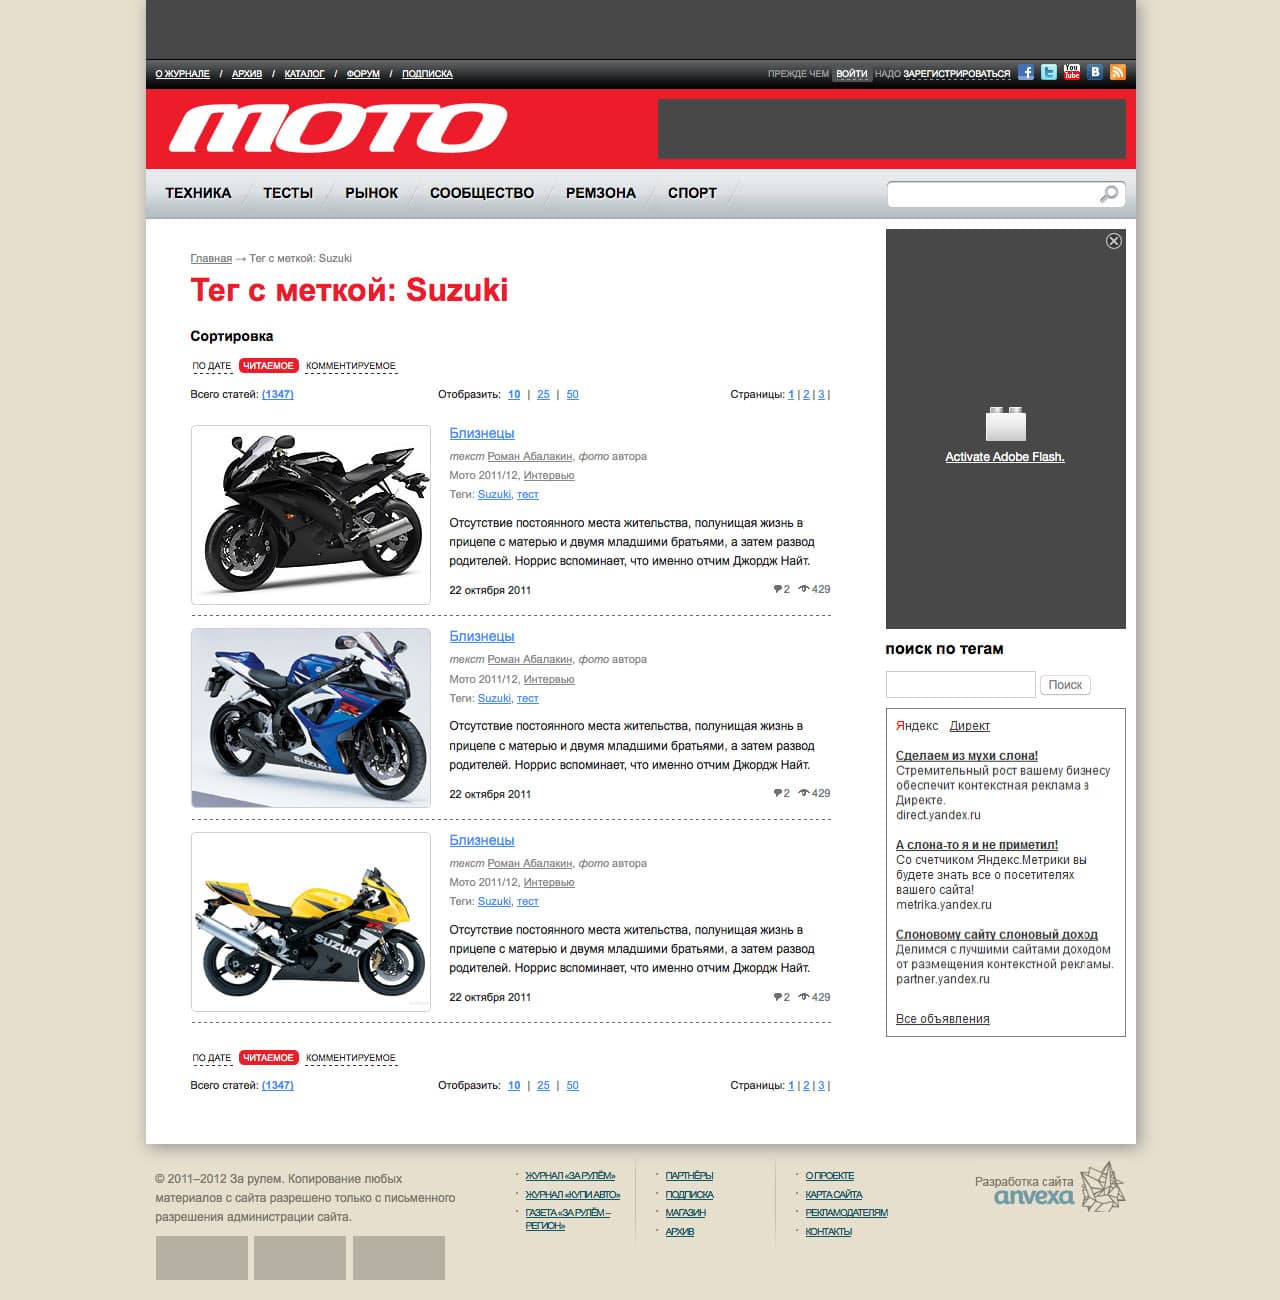 О ЖУРНАЛЕ / АРХИВ / КАТАЛОГ / ФОРУМ / ПОДПИСКА
ПРЕЖДЕ ЧЕМ ВОЙТИ НАДО ЗАРЕГИСТРИРОВАТЬСЯ
You Tube
МОТО
ТЕХНИКА ТЕСТЫ РЫНОК СООБЩЕСТВО РЕМЗОНА СПОРТ
Главная → Тег с меткой: Suzuki
Тег с меткой: Suzuki
Сортировка
ПО ДАТЕ ЧИТАЕМОЕ КОММЕНТИРУЕМОЕ
Всего статей: (1347) Отобразить: 10 | 25 | 50 Страницы: 1 | 2 | 3 |
Близнецы
текст Роман Абалакин, фото автора
Мото 2011/12, Интервью
Теги: Suzuki, тест
Отсутствие постоянного места жительства, полунищая жизнь в
прицепе с матерью и двумя младшими братьями, а затем развод
родителей. Норрис вспоминает, что именно отчим Джордж Найт.
22 октября 2011 2 429
SUZUKI
Близнецы
текст Роман Абалакин, фото автора
Мото 2011/12, Интервью
Теги: Suzuki, тест
Отсутствие постоянного места жительства, полунищая жизнь в
прицепе с матерью и двумя младшими братьями, а затем развод
родителей. Норрис вспоминает, что именно отчим Джордж Найт.
22 октября 2011 2 429
SUZUKI
Близнецы
текст Роман Абалакин, фото автора
Мото 2011/12, Интервью
Теги: Suzuki, тест
Отсутствие постоянного места жительства, полунищая жизнь в
прицепе с матерью и двумя младшими братьями, а затем развод
родителей. Норрис вспоминает, что именно отчим Джордж Найт.
22 октября 2011 2 429
ПО ДАТЕ ЧИТАЕМОЕ КОММЕНТИРУЕМОЕ
Всего статей: (1347) Отобразить: 10 | 25 | 50 Страницы: 1 | 2 | 3 |
Activate Adobe Flash.
поиск по тегам
Поиск
Яндекс Директ
Сделаем из мухи слона!
Стремительный рост вашему бизнесу
обеспечит контекстная реклама в
Директе.
direct.yandex.ru
А слона-то я и не приметил!
Со счетчиком Яндекс.Метрики вы
будете знать все о посетителях
вашего сайта!
metrika.yandex.ru
Слоновому сайту слоновый доход
Делимся с лучшими сайтами доходом
от размещения контекстной рекламы.
partner.yandex.ru
Все объявления
© 2011–2012 За рулем. Копирование любых
материалов с сайта разрешено только с письменного
разрешения администрации сайта.
ЖУРНАЛ «ЗА РУЛЁМ»
ЖУРНАЛ «КУПИ АВТО»
ГАЗЕТА «ЗА РУЛЁМ –
РЕГИОН»
ПАРТНЁРЫ
ПОДПИСКА
МАГАЗИН
АРХИВ
О ПРОЕКТЕ
КАРТА САЙТА
РЕКЛАМОДАТЕЛЯМ
КОНТАКТЫ
Разработка сайта
anvexa